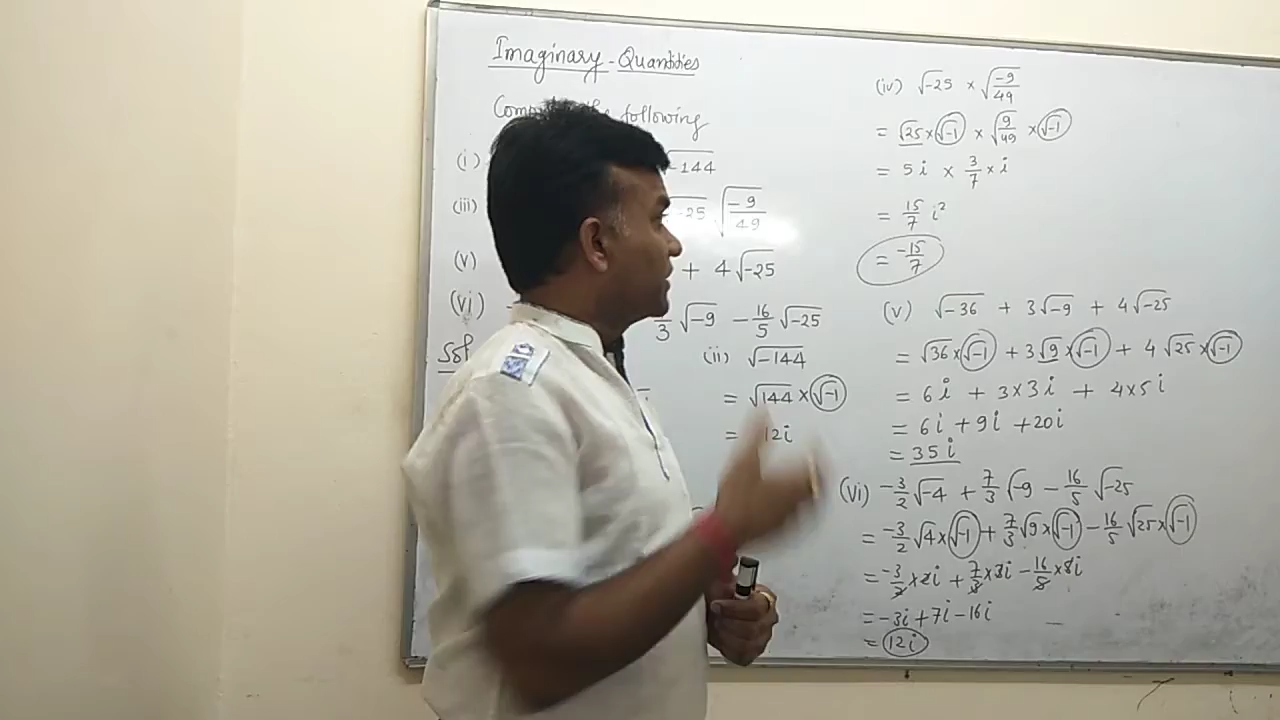 Imaginary - Quantities
the following
(i) √-144
(iii) √-25 √(-9/49)
(v) + 4√-25
(vi) 7/3 √-9 - 16/5 √-25
Sol
(ii) √-144
= √144 × √-1
= 12i
(iv) √-25 × √(-9/49)
= √25 × √-1 × √(9/49) × √-1
= 5i × 3/7 × i
= 15/7 i²
= -15/7
(v) √-36 + 3√-9 + 4√-25
= √36 × √-1 + 3√9 × √-1 + 4√25 × √-1
= 6i + 3×3i + 4×5i
= 6i + 9i + 20i
= 35i
(vi) -3/2 √-4 + 7/3 √-9 - 16/5 √-25
= -3/2 √4 × √-1 + 7/3 √9 × √-1 - 16/5 √25 × √-1
= -3/2 × 2i + 7/3 × 3i - 16/5 × 5i
= -3i + 7i - 16i
= 12i